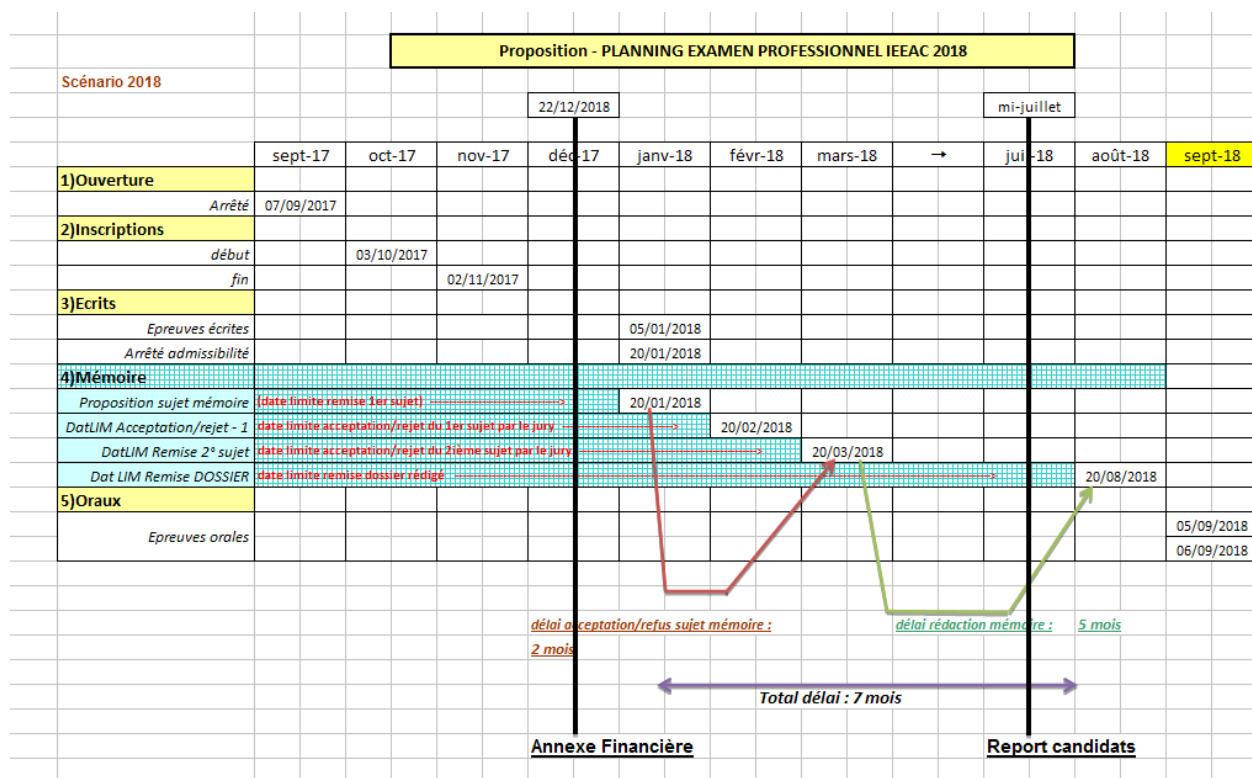 Proposition - PLANNING EXAMEN PROFESSIONNEL IEEAC 2018
Scénario 2018
22/12/2018 mi-juillet
sept-17 oct-17 nov-17 déc-17 janv-18 févr-18 mars-18 → juil-18 août-18 sept-18
1)Ouverture
Arrêté 07/09/2017
2)Inscriptions
début 03/10/2017
fin 02/11/2017
3)Ecrits
Epreuves écrites 05/01/2018
Arrêté admissibilité 20/01/2018
4)Mémoire
Proposition sujet mémoire (date limite remise 1er sujet) 20/01/2018
DatLIM Acceptation/rejet - 1 date limite acceptation/rejet du 1er sujet par le jury 20/02/2018
DatLIM Remise 2° sujet date limite acceptation/rejet du 2ième sujet par le jury 20/03/2018
Dat LIM Remise DOSSIER date limite remise dossier rédigé 20/08/2018
5)Oraux
Epreuves orales 05/09/2018
06/09/2018
délai acceptation/refus sujet mémoire : délai rédaction mémoire : 5 mois
2 mois
Total délai : 7 mois
Annexe Financière Report candidats